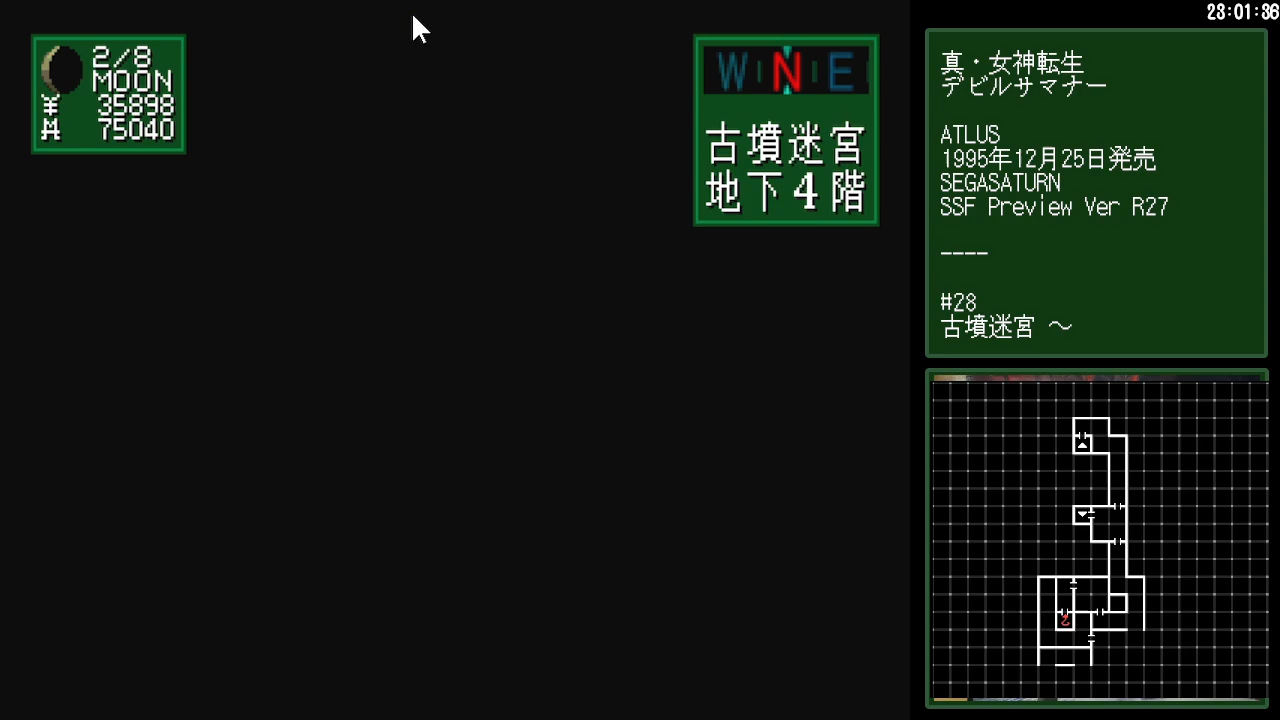 23:01:36
2/8
MOON
¥ 35898
75040
W N E
古墳迷宮
地下4階
真・女神転生
デビルサマナー
ATLUS
1995年12月25日発売
SEGASATURN
SSF Preview Ver R27
----
#28
古墳迷宮 ～